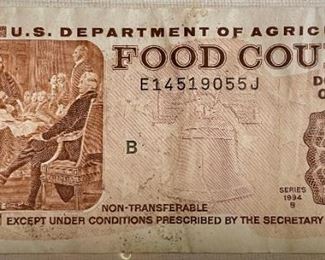 U.S. DEPARTMENT OF AGRIC
FOOD COU
E14519055J
D
O
B
SERIES
1994
B
NON-TRANSFERABLE
EXCEPT UNDER CONDITIONS PRESCRIBED BY THE SECRETARY